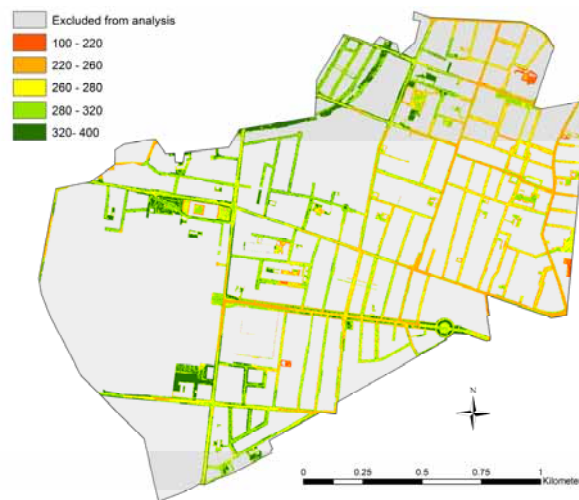 Excluded from analysis
100 - 220
220 - 260
260 - 280
280 - 320
320- 400
N
0 0.25 0.5 0.75 1
Kilomete